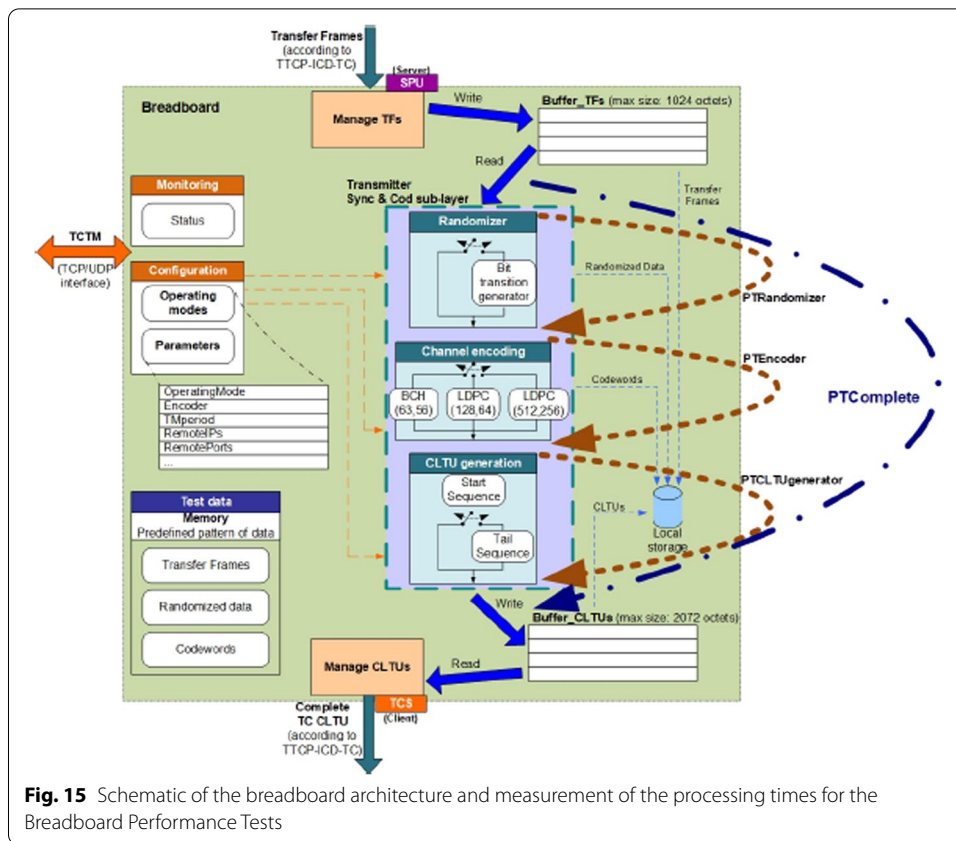 Transfer Frames
(according to
TTCP-ICD-TC)
(Server)
SPU
Breadboard
Manage TFs
Write
Buffer_TFs (max size: 1024 octets)
Read
Transmitter
Sync & Cod sub-layer
Transfer
Frames
Monitoring
Status
TCTM
(TCP/UDP
interface)
Configuration
Operating
modes
Parameters
OperatingMode
Encoder
TMperiod
RemoteIPs
RemotePorts
...
Randomizer
Bit
transition
generator
Randomized Data
PTRandomizer
Channel encoding
BCH
(63,56)
LDPC
(128,64)
LDPC
(512,256)
Codewords
PTEncoder
PTComplete
CLTU generation
Start
Sequence
Tail
Sequence
PTCLTUgenerator
CLTUs
Local
storage
Test data
Memory
Predefined pattern of data
Transfer Frames
Randomized data
Codewords
Write
Buffer_CLTUs (max size: 2072 octets)
Read
Manage CLTUs
TCS
(Client)
Complete
TC CLTU
(according to
TTCP-ICD-TC)
Fig. 15 Schematic of the breadboard architecture and measurement of the processing times for the
Breadboard Performance Tests